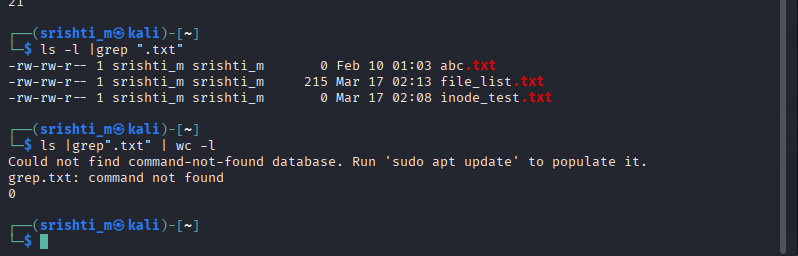 21
┌──(srishti_m㉿kali)-[~]
└─$ ls -l |grep ".txt"
-rw-rw-r-- 1 srishti_m srishti_m      0 Feb 10 01:03 abc.txt
-rw-rw-r-- 1 srishti_m srishti_m    215 Mar 17 02:13 file_list.txt
-rw-rw-r-- 1 srishti_m srishti_m      0 Mar 17 02:08 inode_test.txt
┌──(srishti_m㉿kali)-[~]
└─$ ls |grep".txt" | wc -l
Could not find command-not-found database. Run 'sudo apt update' to populate it.
grep.txt: command not found
0
┌──(srishti_m㉿kali)-[~]
└─$